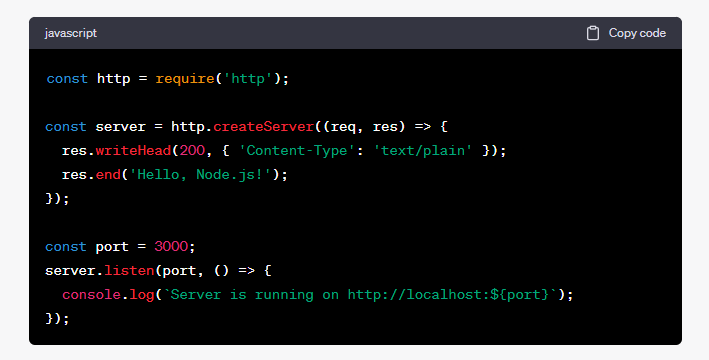 javascript
Copy code
const http = require('http');
const server = http.createServer((req, res) => {
  res.writeHead(200, { 'Content-Type': 'text/plain' });
  res.end('Hello, Node.js!');
});
const port = 3000;
server.listen(port, () => {
  console.log(`Server is running on http://localhost:${port}`);
});